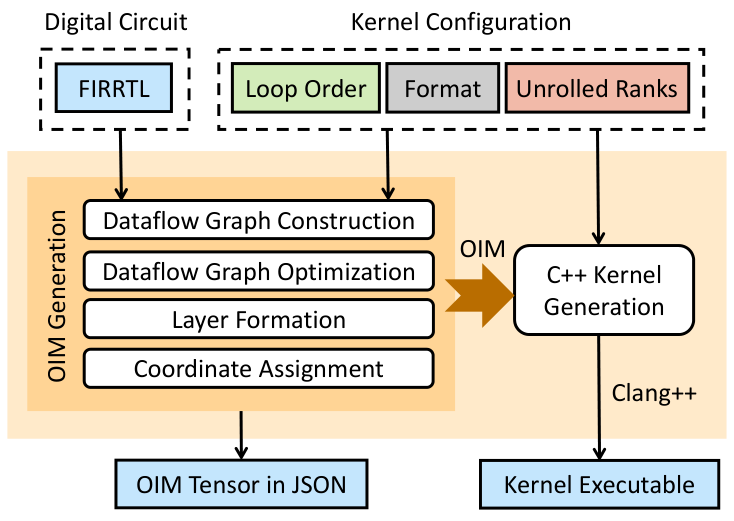 Digital Circuit
Kernel Configuration
FIRRTL
Loop Order
Format
Unrolled Ranks
OIM Generation
Dataflow Graph Construction
Dataflow Graph Optimization
Layer Formation
Coordinate Assignment
OIM
C++ Kernel
Generation
Clang++
OIM Tensor in JSON
Kernel Executable